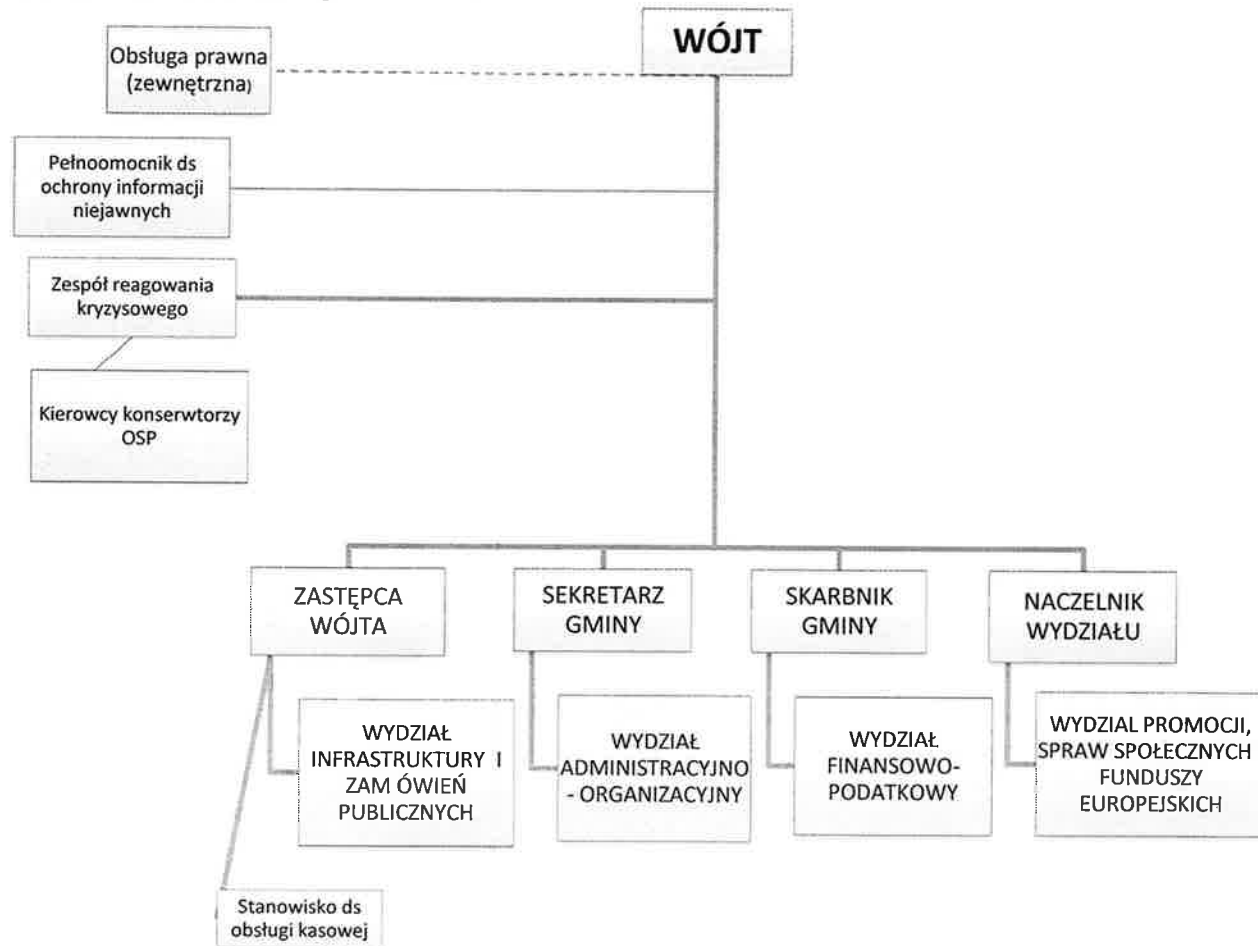 WÓJT
Obsługa prawna
(zewnętrzna)
Pełnoomocnik ds
ochrony informacji
niejawnych
Zespół reagowania
kryzysowego
Kierowcy konserwtorzy
OSP
ZASTĘPCA
WÓJTA
SEKRETARZ
GMINY
SKARBNIK
GMINY
NACZELNIK
WYDZIAŁU
WYDZIAŁ
INFRASTRUKTURY I
ZAM ÓWIEŃ
PUBLICZNYCH
WYDZIAŁ
ADMINISTRACYJNO
- ORGANIZACYJNY
WYDZIAŁ
FINANSOWO-
PODATKOWY
WYDZIAL PROMOCJI,
SPRAW SPOŁECZNYCH
FUNDUSZY
EUROPEJSKICH
Stanowisko ds
obsługi kasowej